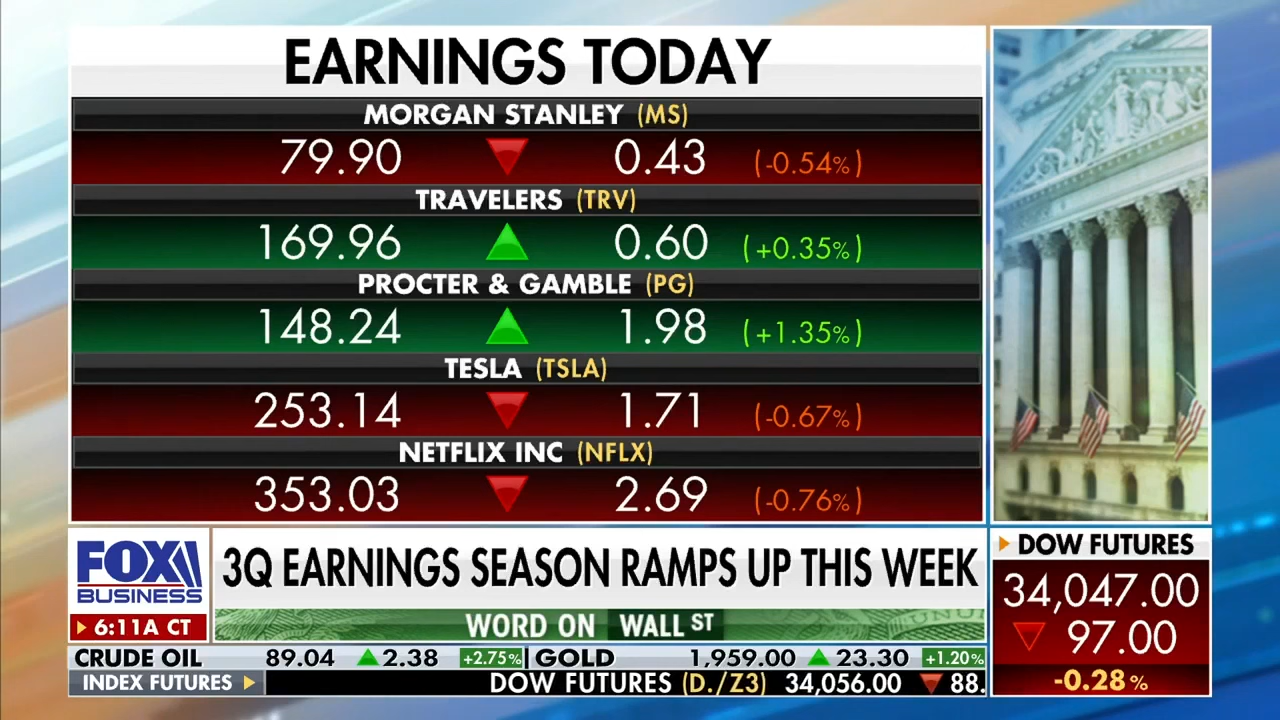 EARNINGS TODAY
MORGAN STANLEY (MS)
79.90 ▼ 0.43 (-0.54%)
TRAVELERS (TRV)
169.96 ▲ 0.60 (+0.35%)
PROCTER & GAMBLE (PG)
148.24 ▲ 1.98 (+1.35%)
TESLA (TSLA)
253.14 ▼ 1.71 (-0.67%)
NETFLIX INC (NFLX)
353.03 ▼ 2.69 (-0.76%)
FOX BUSINESS
6:11A CT
3Q EARNINGS SEASON RAMPS UP THIS WEEK
WORD ON WALL ST
DOW FUTURES
34,047.00
▼ 97.00
-0.28%
CRUDE OIL 89.04 ▲ 2.38 +2.75% GOLD 1,959.00 ▲ 23.30 +1.20%
INDEX FUTURES DOW FUTURES (D./Z3) 34,056.00 ▼ 88.